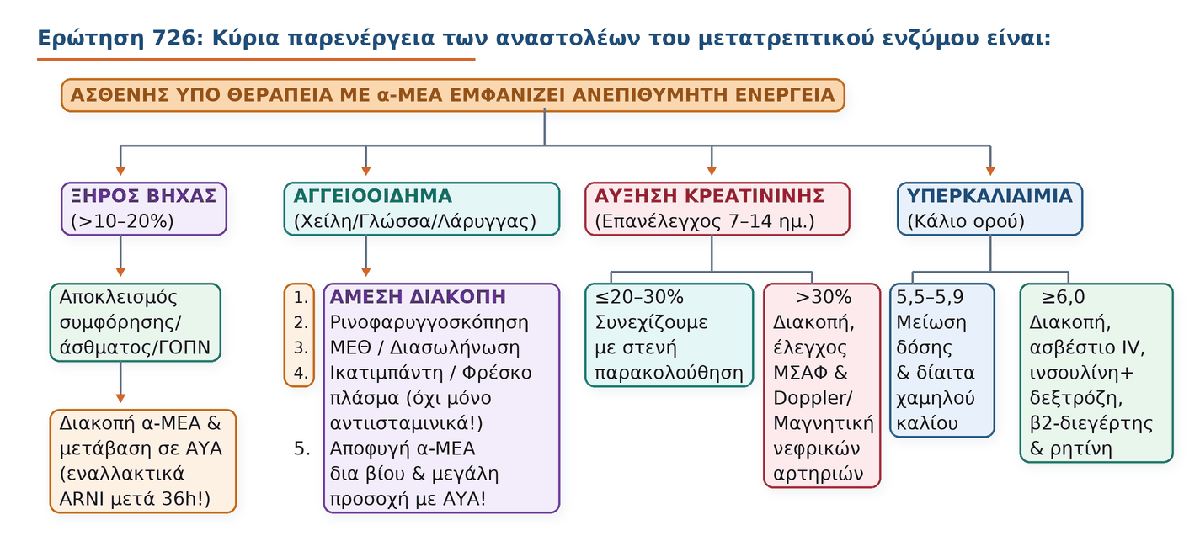 Ερώτηση 726: Κύρια παρενέργεια των αναστολέων του μετατρεπτικού ενζύμου είναι:
ΑΣΘΕΝΗΣ ΥΠΟ ΘΕΡΑΠΕΙΑ ΜΕ α-ΜΕΑ ΕΜΦΑΝΙΖΕΙ ΑΝΕΠΙΘΥΜΗΤΗ ΕΝΕΡΓΕΙΑ
ΞΗΡΟΣ ΒΗΧΑΣ
(>10–20%)
Αποκλεισμός
συμφόρησης/
άσθματος/ΓΟΠΝ
Διακοπή α-ΜΕΑ &
μετάβαση σε ΑΥΑ
(εναλλακτικά
ARNI μετά 36h!)
ΑΓΓΕΙΟΟΙΔΗΜΑ
(Χείλη/Γλώσσα/Λάρυγγας)
1. ΑΜΕΣΗ ΔΙΑΚΟΠΗ
2. Ρινοφαρυγγοσκόπηση
3. ΜΕΘ / Διασωλήνωση
4. Ικατιμπάντη / Φρέσκο
πλάσμα (όχι μόνο
αντιισταμινικά!)
5. Αποφυγή α-ΜΕΑ
δια βίου & μεγάλη
προσοχή με ΑΥΑ!
ΑΥΞΗΣΗ ΚΡΕΑΤΙΝΙΝΗΣ
(Επανέλεγχος 7–14 ημ.)
≤20–30%
Συνεχίζουμε
με στενή
παρακολούθηση
>30%
Διακοπή,
έλεγχος
ΜΣΑΦ &
Doppler/
Μαγνητική
νεφρικών
αρτηριών
ΥΠΕΡΚΑΛΙΑΙΜΙΑ
(Κάλιο ορού)
5,5–5,9
Μείωση
δόσης
& δίαιτα
χαμηλού
καλίου
≥6,0
Διακοπή,
ασβέστιο IV,
ινσουλίνη+
δεξτρόζη,
β2-διεγέρτης
& ρητίνη